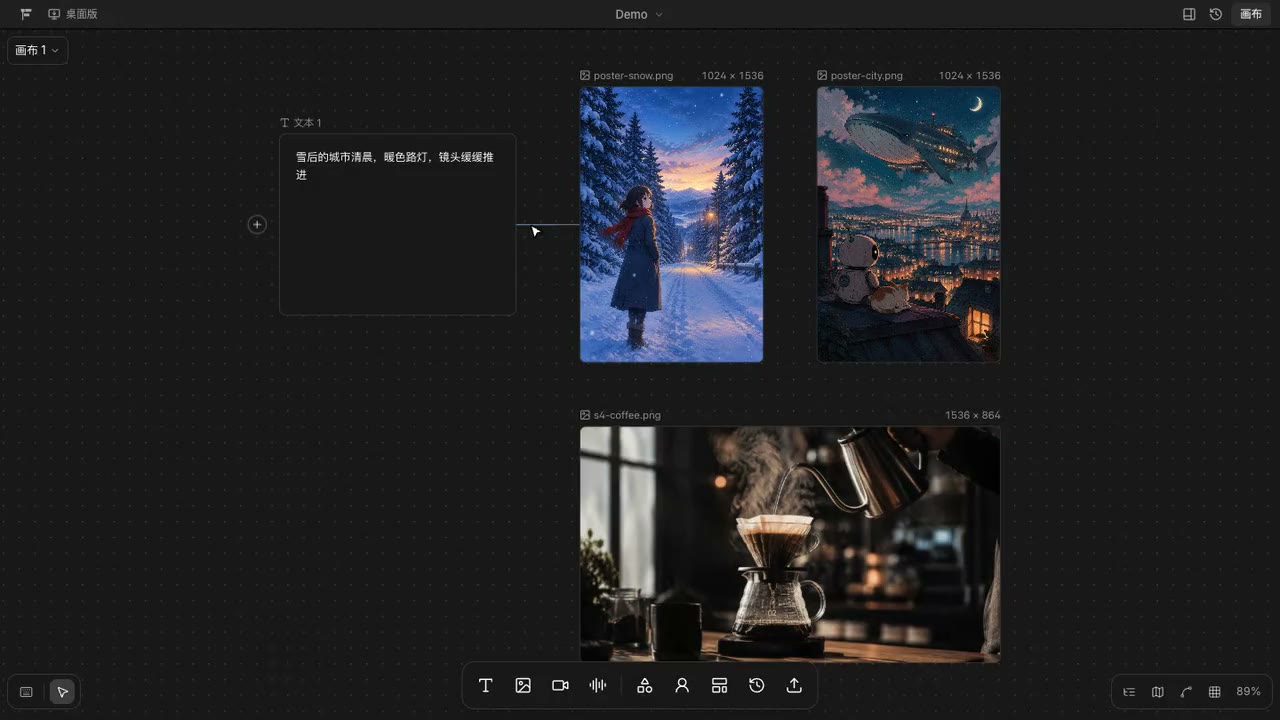 桌面版
Demo
画布
画布 1
poster-snow.png 1024 × 1536
poster-city.png 1024 × 1536
文本 1
雪后的城市清晨，暖色路灯，镜头缓缓推
进
s4-coffee.png 1536 × 864
89%